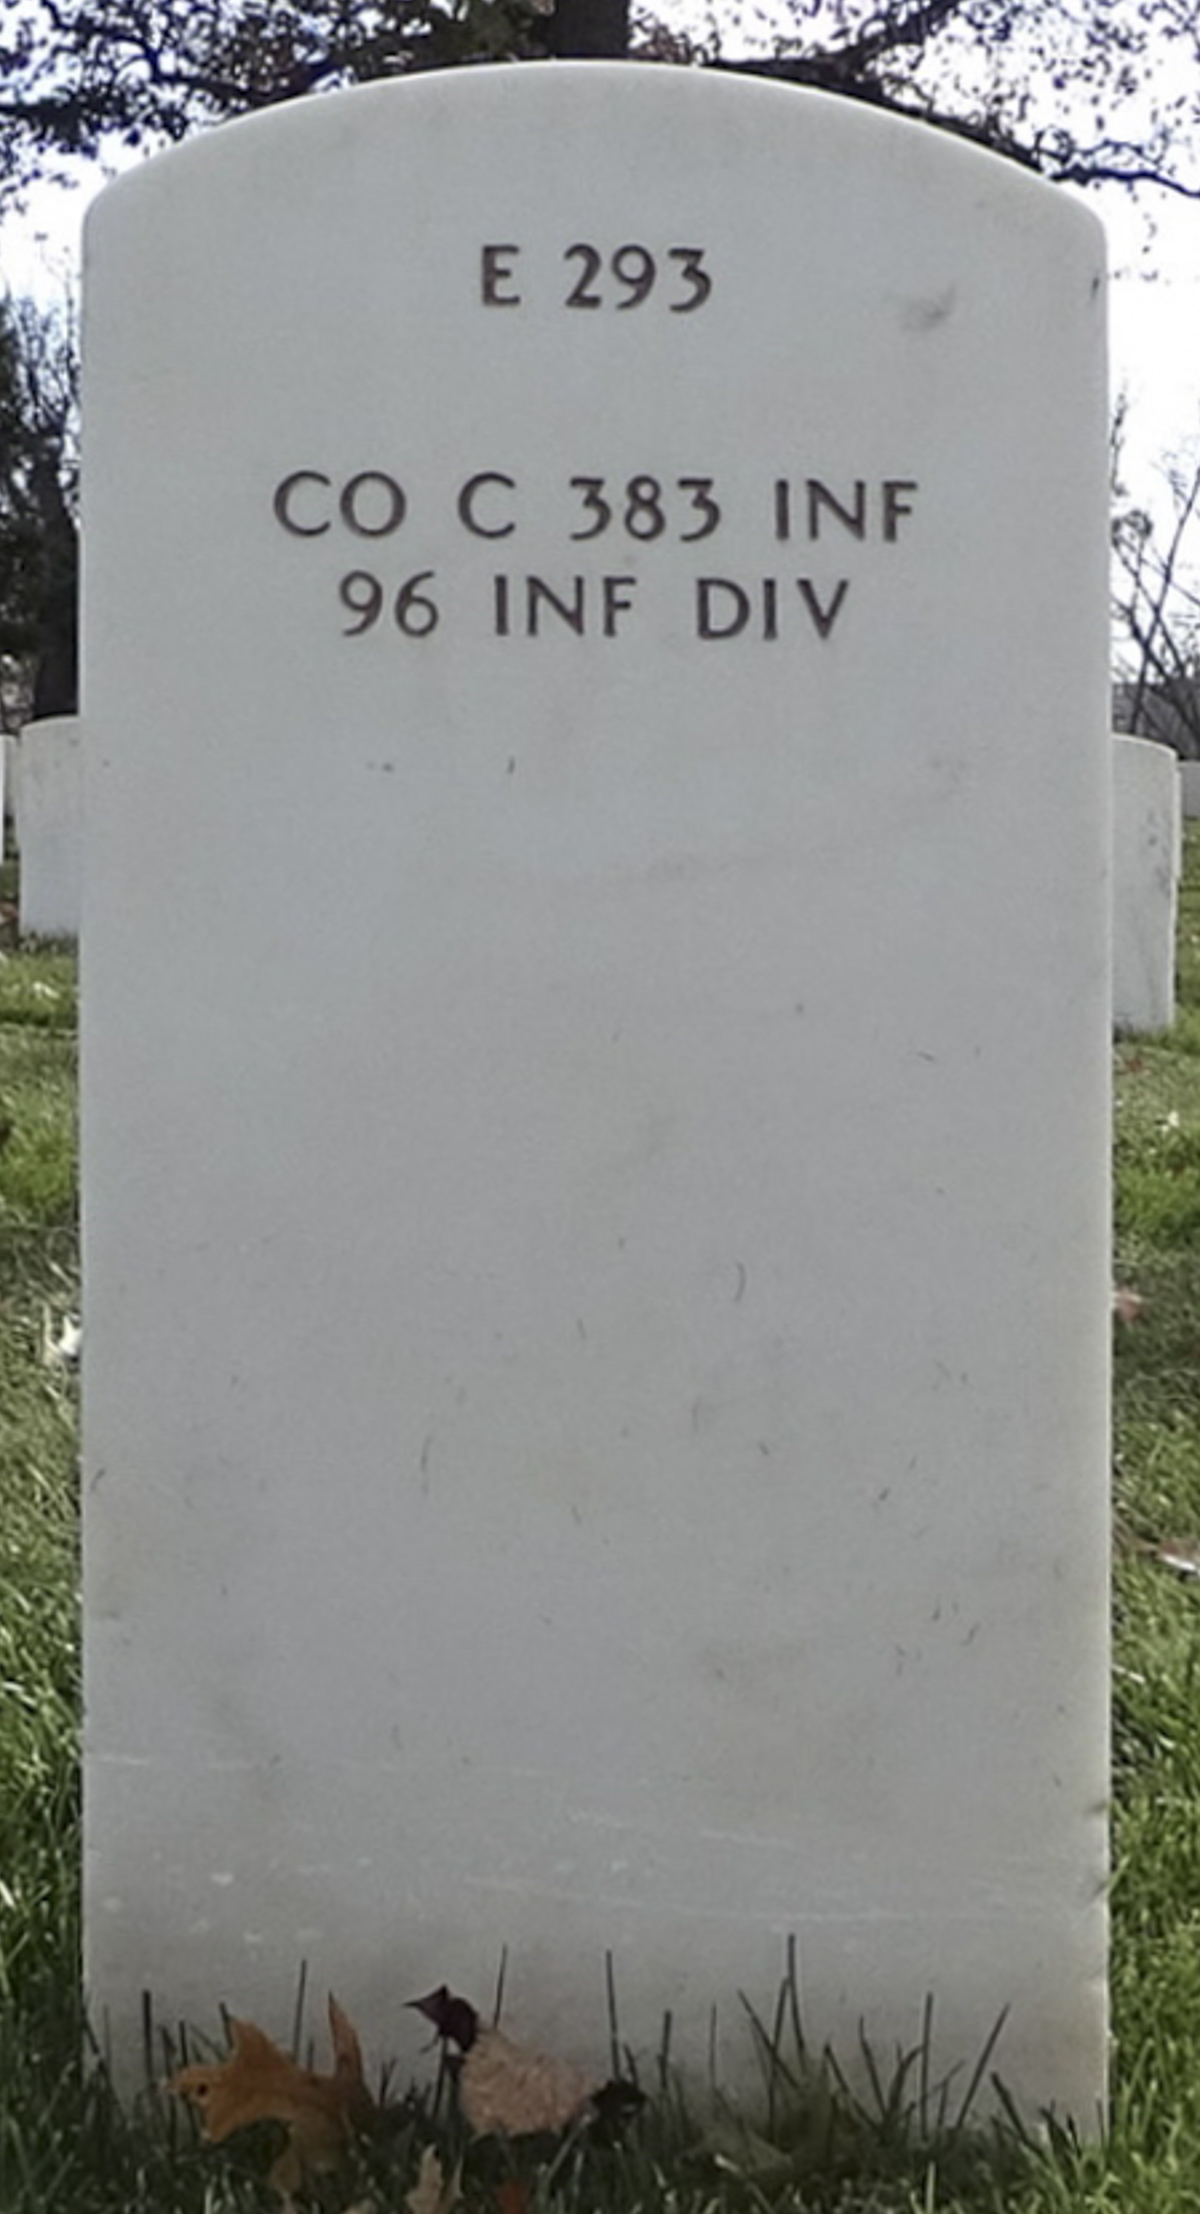 E 293
CO C 383 INF
96 INF DIV